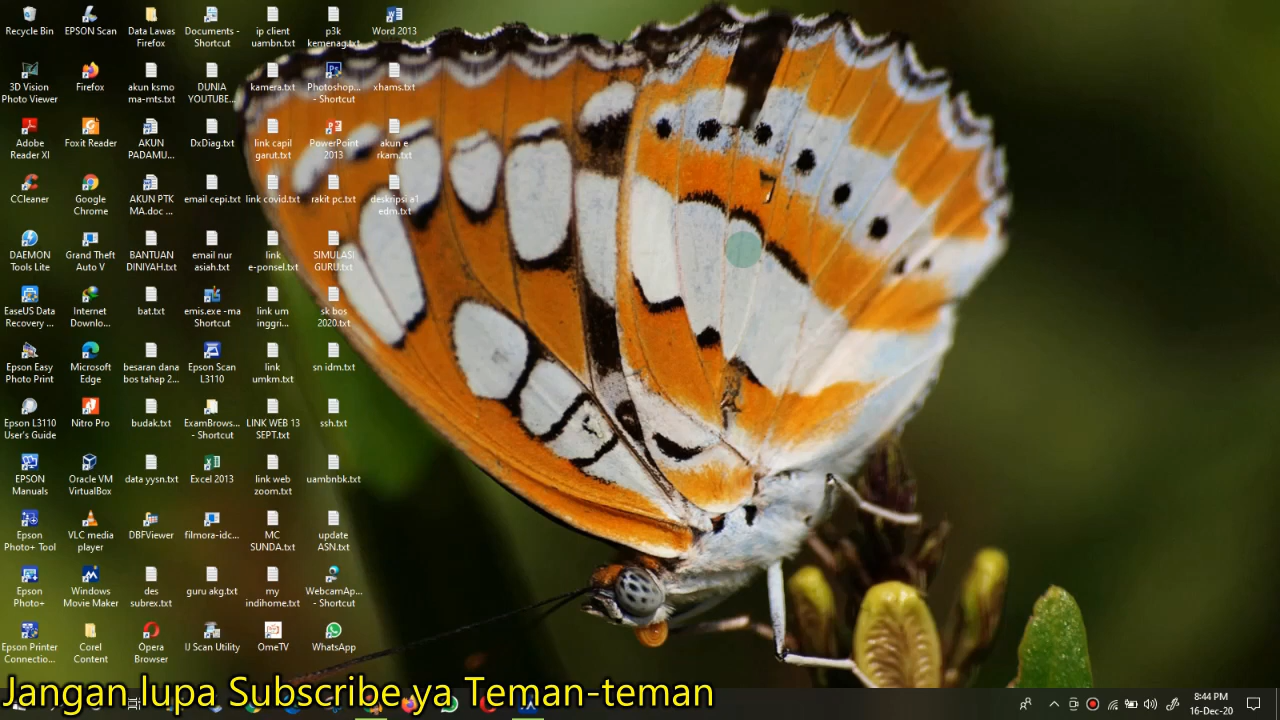 Recycle Bin
EPSON Scan
Data Lawas
Firefox
Documents -
Shortcut
ip client
uambn.txt
p3k
kemenag.txt
Word 2013
3D Vision
Photo Viewer
Firefox
akun ksmo
ma-mts.txt
DUNIA
YOUTUBE...
kamera.txt
Photoshop...
- Shortcut
xhams.txt
Adobe
Reader XI
Foxit Reader
AKUN
PADAMU...
DxDiag.txt
link capil
garut.txt
PowerPoint
2013
akun e
rkam.txt
CCleaner
Google
Chrome
AKUN PTK
MA.doc ...
email cepi.txt
link covid.txt
rakit pc.txt
deskripsi a1
edm.txt
DAEMON
Tools Lite
Grand Theft
Auto V
BANTUAN
DINIYAH.txt
email nur
asiah.txt
link
e-ponsel.txt
SIMULASI
GURU.txt
EaseUS Data
Recovery ...
Internet
Downlo...
bat.txt
emis.exe -ma
Shortcut
link um
inggri...
sk bos
2020.txt
Epson Easy
Photo Print
Microsoft
Edge
besaran dana
bos tahap 2...
Epson Scan
L3110
link
umkm.txt
sn idm.txt
Epson L3110
User's Guide
Nitro Pro
budak.txt
ExamBrows...
- Shortcut
LINK WEB 13
SEPT.txt
ssh.txt
EPSON
Manuals
Oracle VM
VirtualBox
data yysn.txt
Excel 2013
link web
zoom.txt
uambnbk.txt
Epson
Photo+ Tool
VLC media
player
DBFViewer
filmora-idc...
MC
SUNDA.txt
update
ASN.txt
Epson
Photo+
Windows
Movie Maker
des
subrex.txt
guru akg.txt
my
indihome.txt
WebcamAp...
- Shortcut
Epson Printer
Connectio...
Corel
Content
Opera
Browser
IJ Scan Utility
OmeTV
WhatsApp
Jangan lupa Subscribe ya Teman-teman
8:44 PM
16-Dec-20